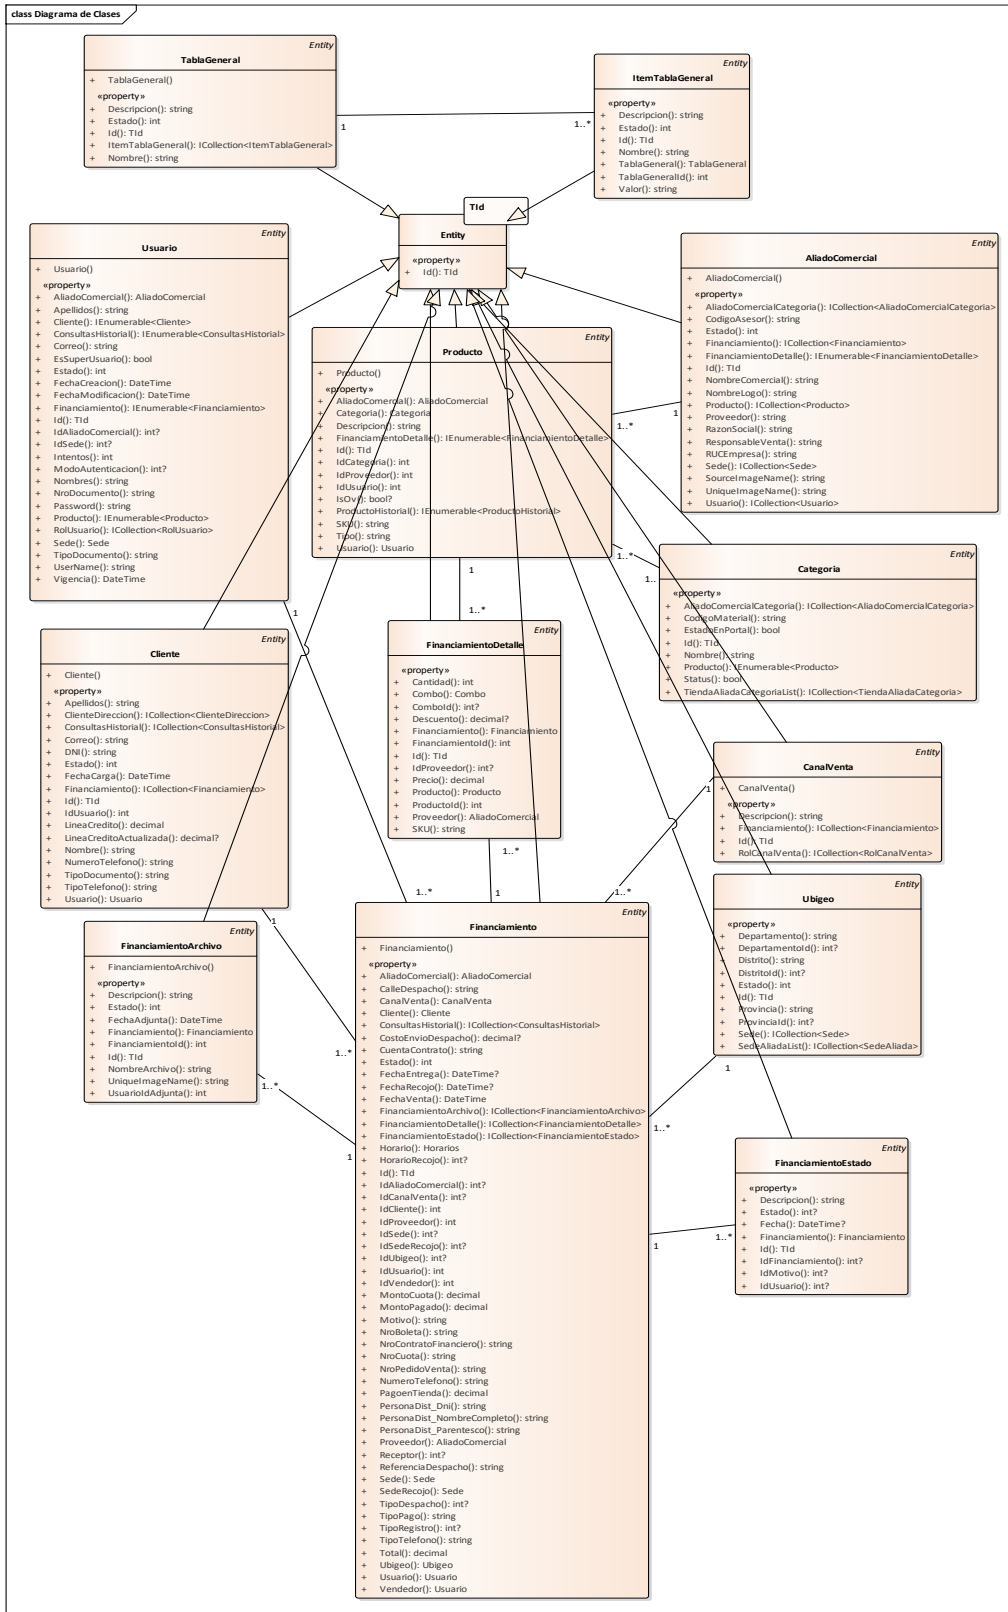 class Diagrama de Clases
Entity
TablaGeneral
+ TablaGeneral()
«property»
+ Descripcion(): string
+ Estado(): int
+ Id(): TId
+ ItemTablaGeneral(): ICollection<ItemTablaGeneral>
+ Nombre(): string
Entity
ItemTablaGeneral
«property»
+ Descripcion(): string
+ Estado(): int
+ Id(): TId
+ Nombre(): string
+ TablaGeneral(): TablaGeneral
+ TablaGeneralId(): int
+ Valor(): string
1
1..*
TId
Entity
«property»
+ Id(): TId
Entity
Usuario
+ Usuario()
«property»
+ AliadoComercial(): AliadoComercial
+ Apellidos(): string
+ Cliente(): IEnumerable<Cliente>
+ ConsultasHistorial(): IEnumerable<ConsultasHistorial>
+ Correo(): string
+ EsSuperUsuario(): bool
+ Estado(): int
+ FechaCreacion(): DateTime
+ FechaModificacion(): DateTime
+ Financiamiento(): IEnumerable<Financiamiento>
+ Id(): TId
+ IdAliadoComercial(): int?
+ IdSede(): int?
+ Intentos(): int
+ ModoAutenticacion(): int?
+ Nombres(): string
+ NroDocumento(): string
+ Password(): string
+ Producto(): IEnumerable<Producto>
+ RolUsuario(): ICollection<RolUsuario>
+ Sede(): Sede
+ TipoDocumento(): string
+ UserName(): string
+ Vigencia(): DateTime
Entity
AliadoComercial
+ AliadoComercial()
«property»
+ AliadoComercialCategoria(): ICollection<AliadoComercialCategoria>
+ CodigoAsesor(): string
+ Estado(): int
+ Financiamiento(): ICollection<Financiamiento>
+ FinanciamientoDetalle(): IEnumerable<FinanciamientoDetalle>
+ Id(): TId
+ NombreComercial(): string
+ NombreLogo(): string
+ Producto(): ICollection<Producto>
+ Proveedor(): string
+ RazonSocial(): string
+ ResponsableVenta(): string
+ RUCEmpresa(): string
+ Sede(): ICollection<Sede>
+ SourceImageName(): string
+ UniqueImageName(): string
+ Usuario(): ICollection<Usuario>
Entity
Producto
+ Producto()
«property»
+ AliadoComercial(): AliadoComercial
+ Categoria(): Categoria
+ Descripcion(): string
+ FinanciamientoDetalle(): IEnumerable<FinanciamientoDetalle>
+ Id(): TId
+ IdCategoria(): int
+ IdProveedor(): int
+ IdUsuario(): int
+ IsOv(): bool?
+ ProductoHistorial(): IEnumerable<ProductoHistorial>
+ SKU(): string
+ Tipo(): string
+ Usuario(): Usuario
1
1..*
1..*
1..
1
1..*
Entity
Categoria
«property»
+ AliadoComercialCategoria(): ICollection<AliadoComercialCategoria>
+ CodigoMaterial(): string
+ EstadoEnPortal(): bool
+ Id(): TId
+ Nombre(): string
+ Producto(): IEnumerable<Producto>
+ Status(): bool
+ TiendaAliadaCategoriaList(): ICollection<TiendaAliadaCategoria>
1
Entity
Cliente
+ Cliente()
«property»
+ Apellidos(): string
+ ClienteDireccion(): ICollection<ClienteDireccion>
+ ConsultasHistorial(): ICollection<ConsultasHistorial>
+ Correo(): string
+ DNI(): string
+ Estado(): int
+ FechaCarga(): DateTime
+ Financiamiento(): ICollection<Financiamiento>
+ Id(): TId
+ IdUsuario(): int
+ LineaCredito(): decimal
+ LineaCreditoActualizada(): decimal?
+ Nombre(): string
+ NumeroTelefono(): string
+ TipoDocumento(): string
+ TipoTelefono(): string
+ Usuario(): Usuario
Entity
FinanciamientoDetalle
«property»
+ Cantidad(): int
+ Combo(): Combo
+ ComboId(): int?
+ Descuento(): decimal?
+ Financiamiento(): Financiamiento
+ FinanciamientoId(): int
+ Id(): TId
+ IdProveedor(): int?
+ Precio(): decimal
+ Producto(): Producto
+ ProductoId(): int
+ Proveedor(): AliadoComercial
+ SKU(): string
Entity
CanalVenta
+ CanalVenta()
«property»
+ Descripcion(): string
+ Financiamiento(): ICollection<Financiamiento>
+ Id(): TId
+ RolCanalVenta(): ICollection<RolCanalVenta>
1
1..*
1..*
1
1..*
1
Entity
FinanciamientoArchivo
+ FinanciamientoArchivo()
«property»
+ Descripcion(): string
+ Estado(): int
+ FechaAdjunta(): DateTime
+ Financiamiento(): Financiamiento
+ FinanciamientoId(): int
+ Id(): TId
+ NombreArchivo(): string
+ UniqueImageName(): string
+ UsuarioIdAdjunta(): int
1..*
1..*
1
Entity
Financiamiento
+ Financiamiento()
«property»
+ AliadoComercial(): AliadoComercial
+ CalleDespacho(): string
+ CanalVenta(): CanalVenta
+ Cliente(): Cliente
+ ConsultasHistorial(): ICollection<ConsultasHistorial>
+ CostoEnvioDespacho(): decimal?
+ CuentaContrato(): string
+ Estado(): int
+ FechaEntrega(): DateTime?
+ FechaRecojo(): DateTime?
+ FechaVenta(): DateTime
+ FinanciamientoArchivo(): ICollection<FinanciamientoArchivo>
+ FinanciamientoDetalle(): ICollection<FinanciamientoDetalle>
+ FinanciamientoEstado(): ICollection<FinanciamientoEstado>
+ Horario(): Horarios
+ HorarioRecojo(): int?
+ Id(): TId
+ IdAliadoComercial(): int?
+ IdCanalVenta(): int?
+ IdCliente(): int
+ IdProveedor(): int
+ IdSede(): int?
+ IdSedeRecojo(): int?
+ IdUbigeo(): int?
+ IdUsuario(): int
+ IdVendedor(): int
+ MontoCuota(): decimal
+ MontoPagado(): decimal
+ Motivo(): string
+ NroBoleta(): string
+ NroContratoFinanciero(): string
+ NroCuota(): string
+ NroPedidoVenta(): string
+ NumeroTelefono(): string
+ PagoenTienda(): decimal
+ PersonaDist_Dni(): string
+ PersonaDist_NombreCompleto(): string
+ PersonaDist_Parentesco(): string
+ Proveedor(): AliadoComercial
+ Receptor(): int?
+ ReferenciaDespacho(): string
+ Sede(): Sede
+ SedeRecojo(): Sede
+ TipoDespacho(): int?
+ TipoPago(): string
+ TipoRegistro(): int?
+ TipoTelefono(): string
+ Total(): decimal
+ Ubigeo(): Ubigeo
+ Usuario(): Usuario
+ Vendedor(): Usuario
Entity
Ubigeo
«property»
+ Departamento(): string
+ DepartamentoId(): int?
+ Distrito(): string
+ DistritoId(): int?
+ Estado(): int
+ Id(): TId
+ Provincia(): string
+ ProvinciaId(): int?
+ Sede(): ICollection<Sede>
+ SedeAliadaList(): ICollection<SedeAliada>
1
1..*
Entity
FinanciamientoEstado
«property»
+ Descripcion(): string
+ Estado(): int?
+ Fecha(): DateTime?
+ Financiamiento(): Financiamiento
+ Id(): TId
+ IdFinanciamiento(): int?
+ IdMotivo(): int?
+ IdUsuario(): int?
1
1..*